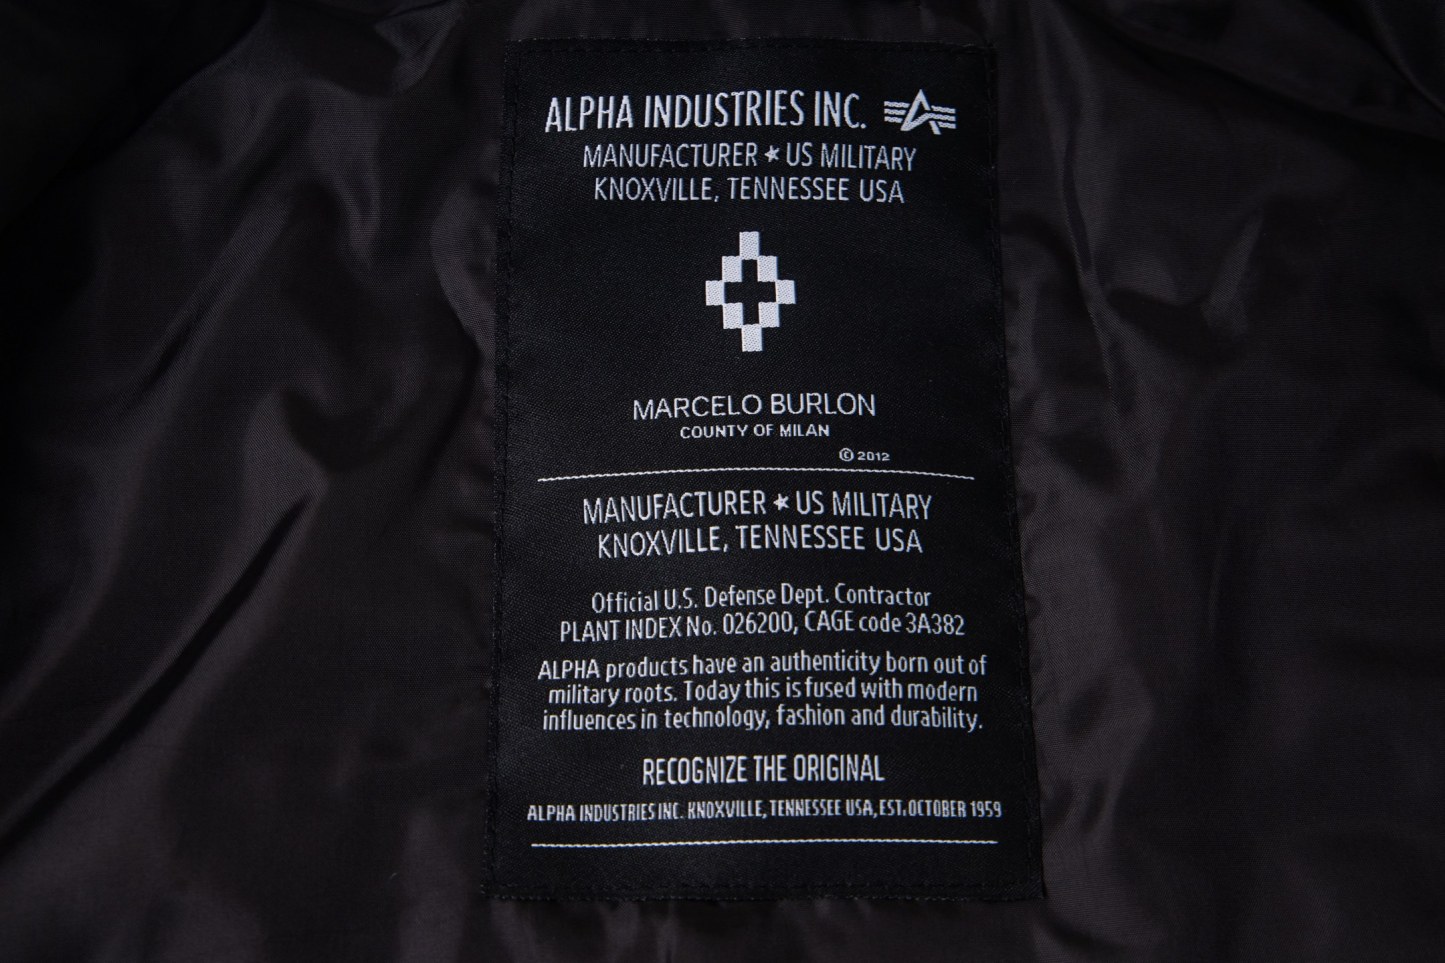 ALPHA INDUSTRIES INC.
MANUFACTURER ★ US MILITARY
KNOXVILLE, TENNESSEE USA
MARCELO BURLON
COUNTY OF MILAN
© 2012
MANUFACTURER ★ US MILITARY
KNOXVILLE, TENNESSEE USA
Official U.S. Defense Dept. Contractor
PLANT INDEX No. 026200, CAGE code 3A382
ALPHA products have an authenticity born out of
military roots. Today this is fused with modern
influences in technology, fashion and durability.
RECOGNIZE THE ORIGINAL
ALPHA INDUSTRIES INC. KNOXVILLE, TENNESSEE USA, EST. OCTOBER 1959